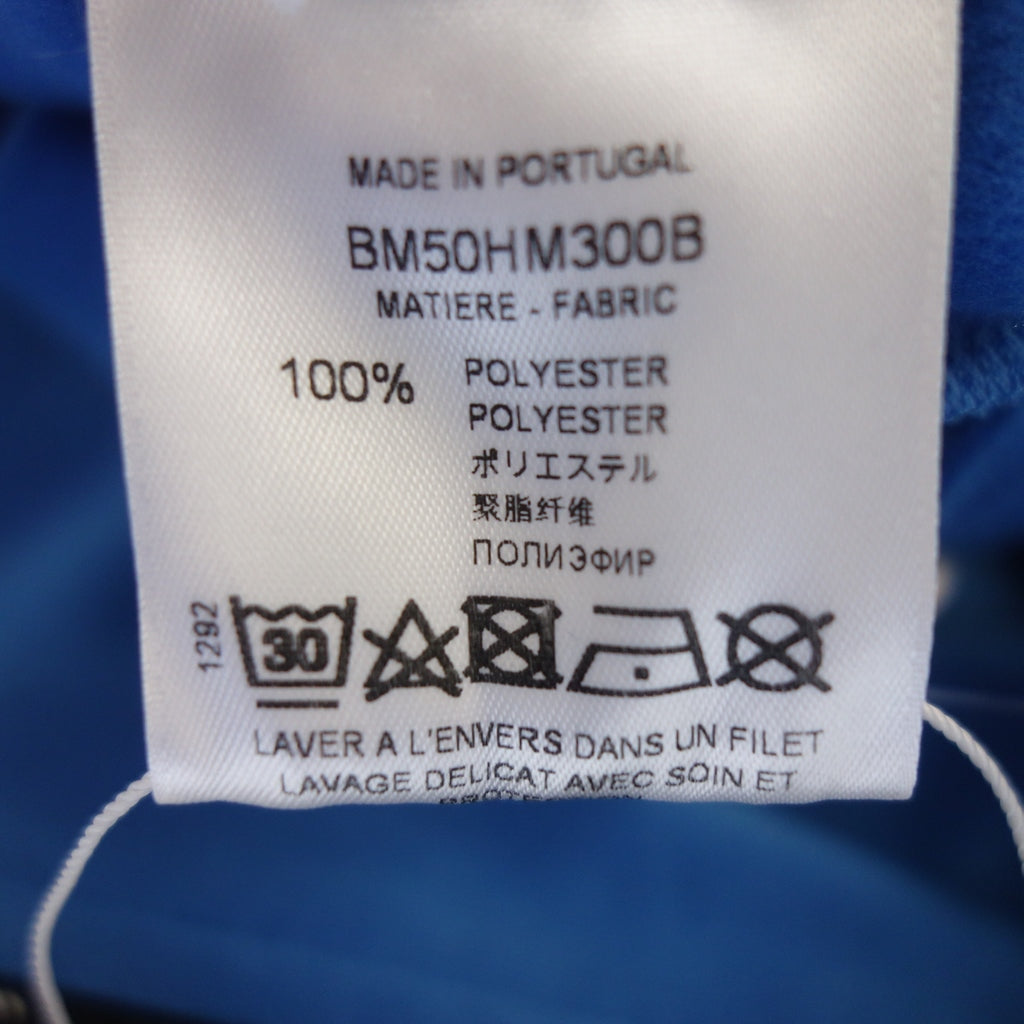 MADE IN PORTUGAL
BM50HM300B
MATIERE - FABRIC
100% POLYESTER
POLYESTER
ポリエステル
聚脂纤维
ПОЛИЭФИР
1292
30
LAVER A L'ENVERS DANS UN FILET
LAVAGE DELICAT AVEC SOIN ET